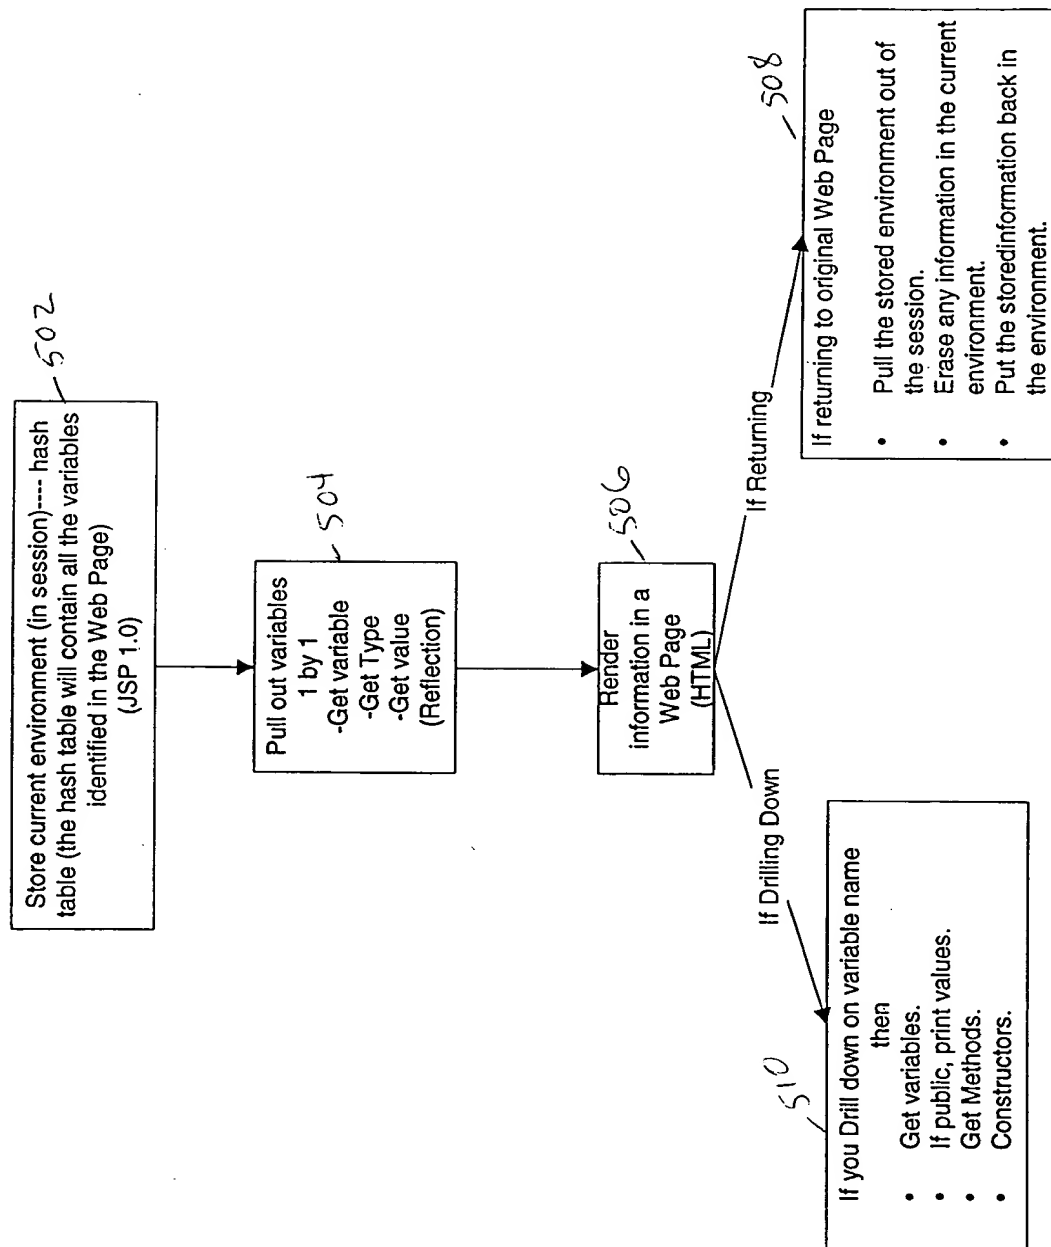 Store current environment (in session)---- hash
table (the hash table will contain all the variables
identified in the Web Page)
(JSP 1.0)
502
Pull out variables
1 by 1
-Get variable
-Get Type
-Get value
(Reflection)
504
Render
information in a
Web Page
(HTML)
506
If Drilling Down
If Returning
If you Drill down on variable name
then
• Get variables.
• If public, print values.
• Get Methods.
• Constructors.
510
If returning to original Web Page
• Pull the stored environment out of
the session.
• Erase any information in the current
environment.
• Put the storedinformation back in
the environment.
508